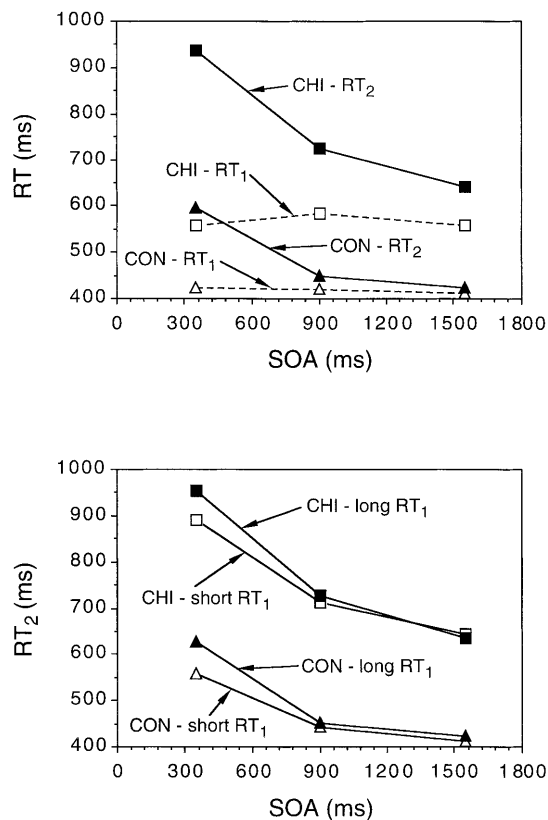 1000
900
800
700
600
500
400
RT (ms)
CHI - RT2
CHI - RT1
CON - RT2
CON - RT1
0 300 600 900 1200 1500 1800
SOA (ms)
1000
900
800
700
600
500
400
RT2 (ms)
CHI - long RT1
CHI - short RT1
CON - long RT1
CON - short RT1
0 300 600 900 1200 1500 1800
SOA (ms)